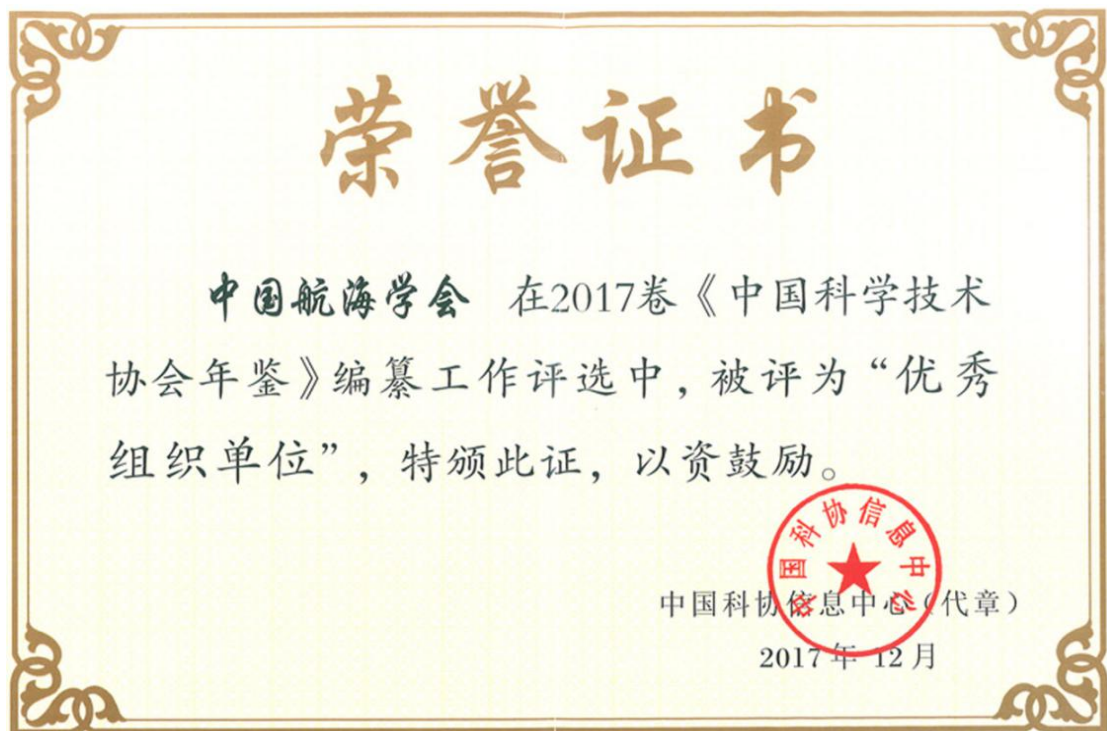 荣誉证书
中国航海学会 在2017卷《中国科学技术
协会年鉴》编纂工作评选中，被评为“优秀
组织单位”，特颁此证，以资鼓励。
中国科协信息中心
中国科协信息中心（代章）
2017年 12月